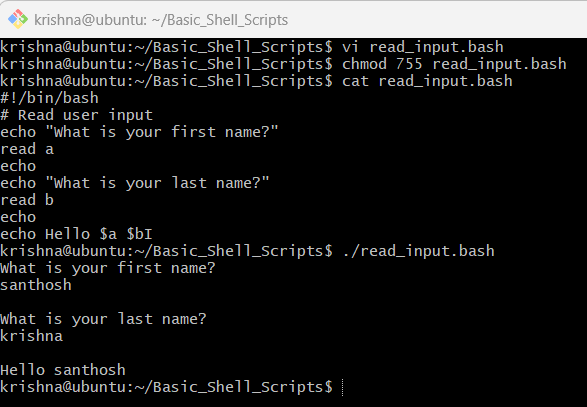 krishna@ubuntu: ~/Basic_Shell_Scripts
krishna@ubuntu:~/Basic_Shell_Scripts$ vi read_input.bash
krishna@ubuntu:~/Basic_Shell_Scripts$ chmod 755 read_input.bash
krishna@ubuntu:~/Basic_Shell_Scripts$ cat read_input.bash
#!/bin/bash
# Read user input
echo "What is your first name?"
read a
echo
echo "What is your last name?"
read b
echo
echo Hello $a $bI
krishna@ubuntu:~/Basic_Shell_Scripts$ ./read_input.bash
What is your first name?
santhosh
What is your last name?
krishna
Hello santhosh
krishna@ubuntu:~/Basic_Shell_Scripts$